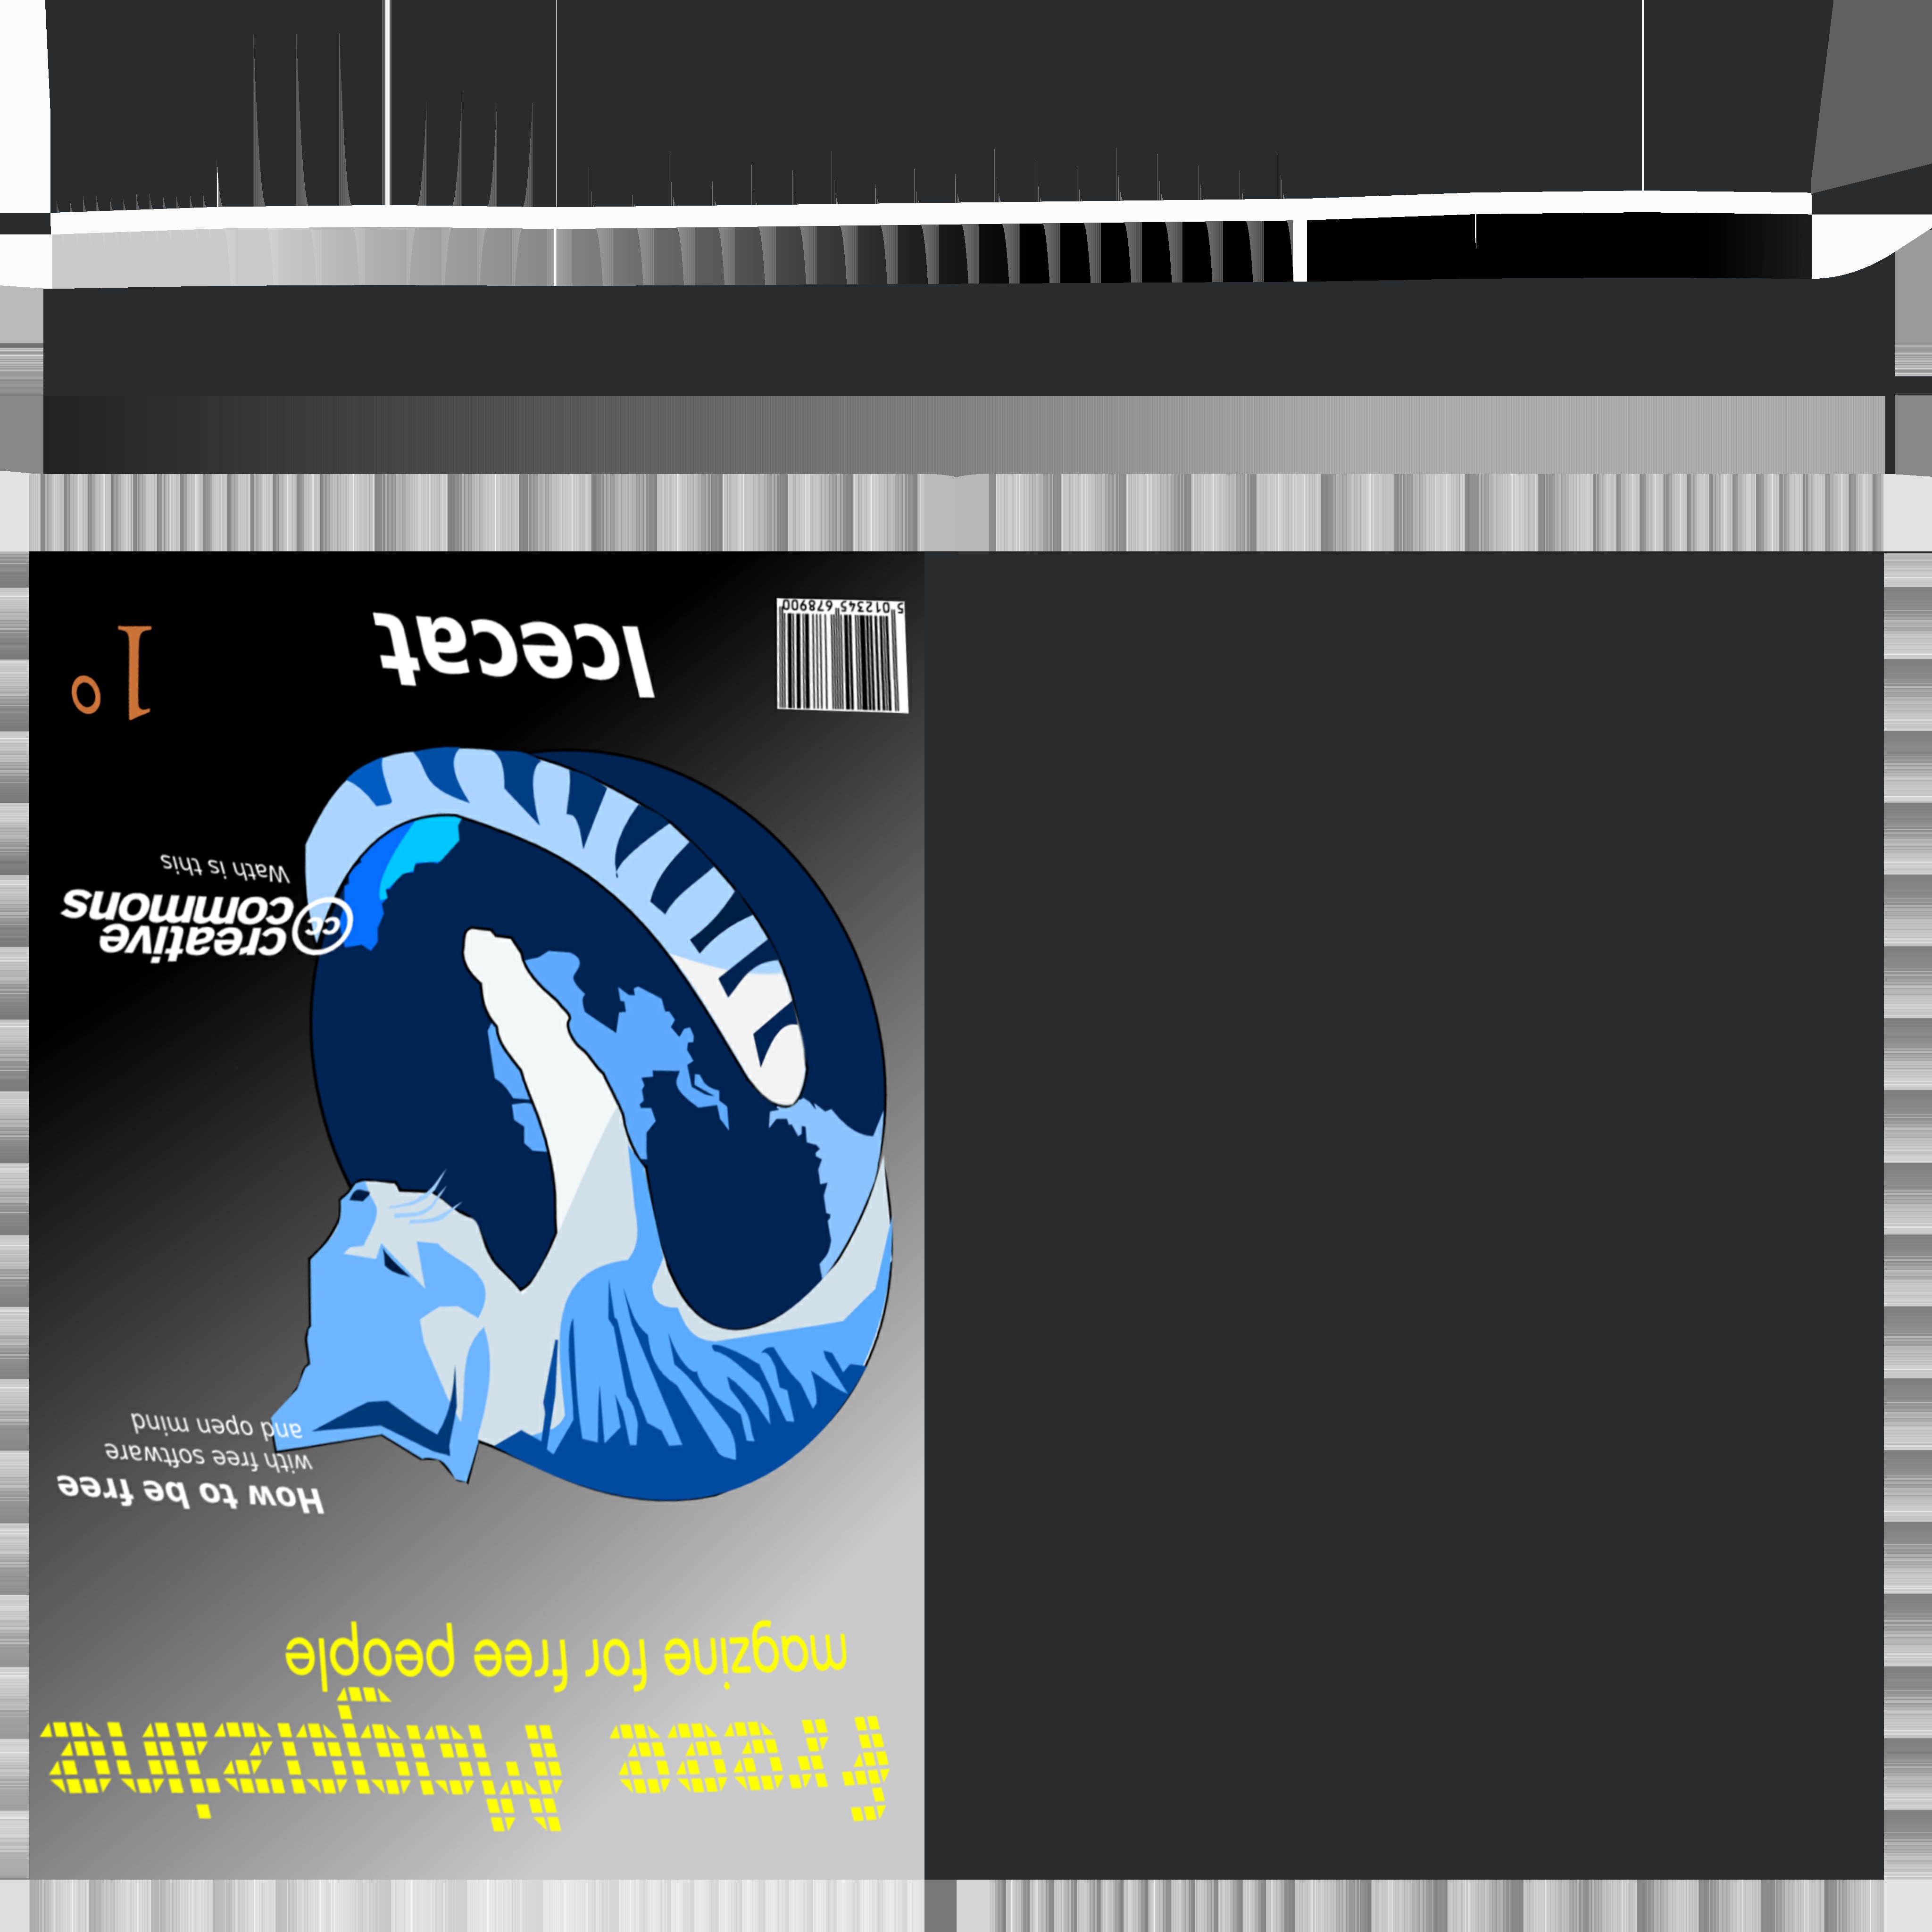 free Magazine
magzine for free people
How to be free
with free software
and open mind
cc creative
commons
Wath is this
Icecat
1°
5 012345 678900